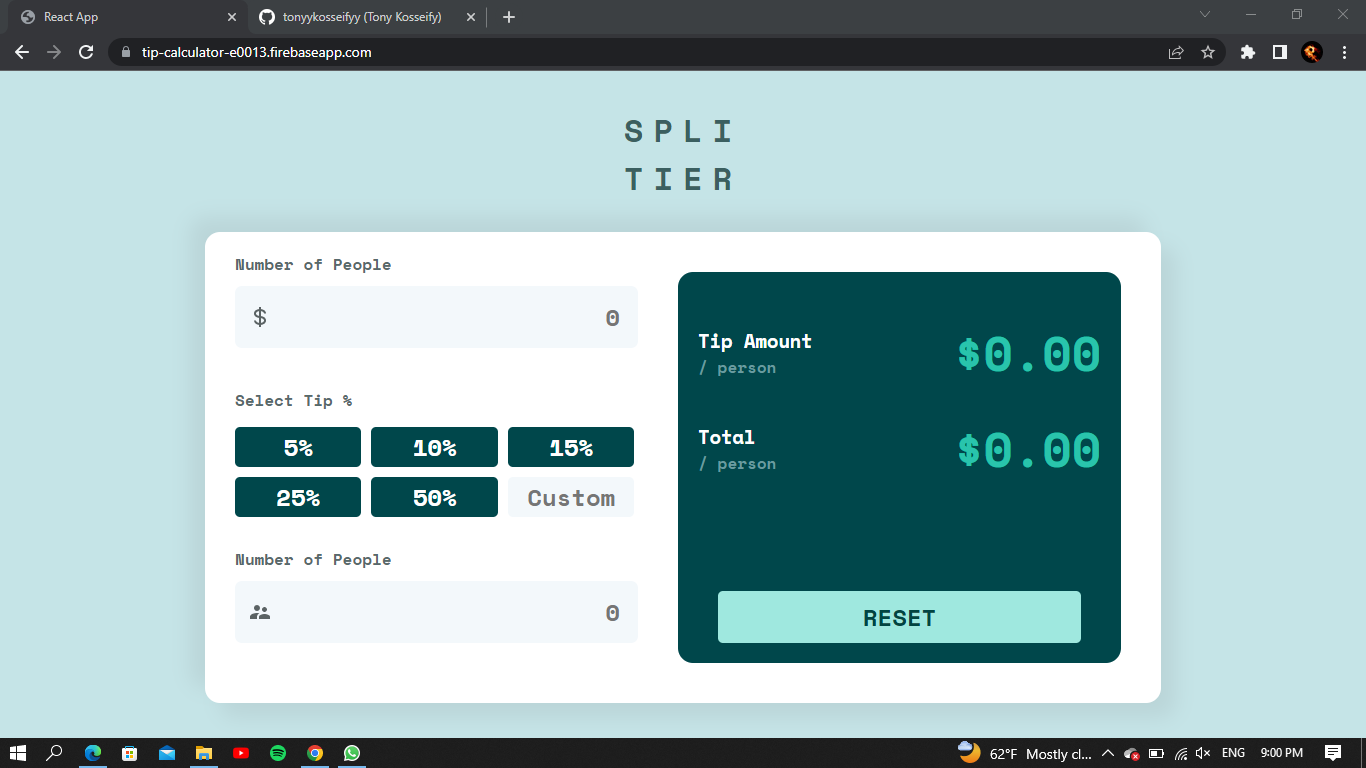 React App
tonyykosseifyy (Tony Kosseify)
tip-calculator-e0013.firebaseapp.com
SPLI
TIER
Number of People
$ 0
Select Tip %
5% 10% 15%
25% 50% Custom
Number of People
0
Tip Amount
/ person
$0.00
Total
/ person
$0.00
RESET
62°F Mostly cl... ENG 9:00 PM